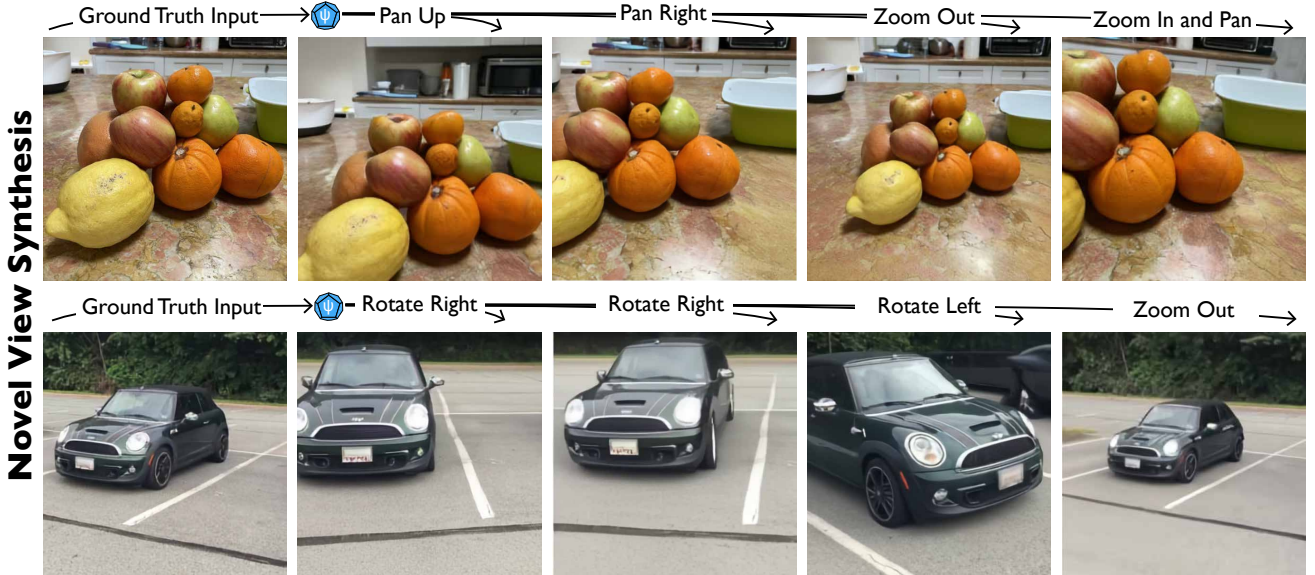 Novel View Synthesis
Ground Truth Input
ψ
Pan Up
Pan Right
Zoom Out
Zoom In and Pan
Ground Truth Input
ψ
Rotate Right
Rotate Right
Rotate Left
Zoom Out